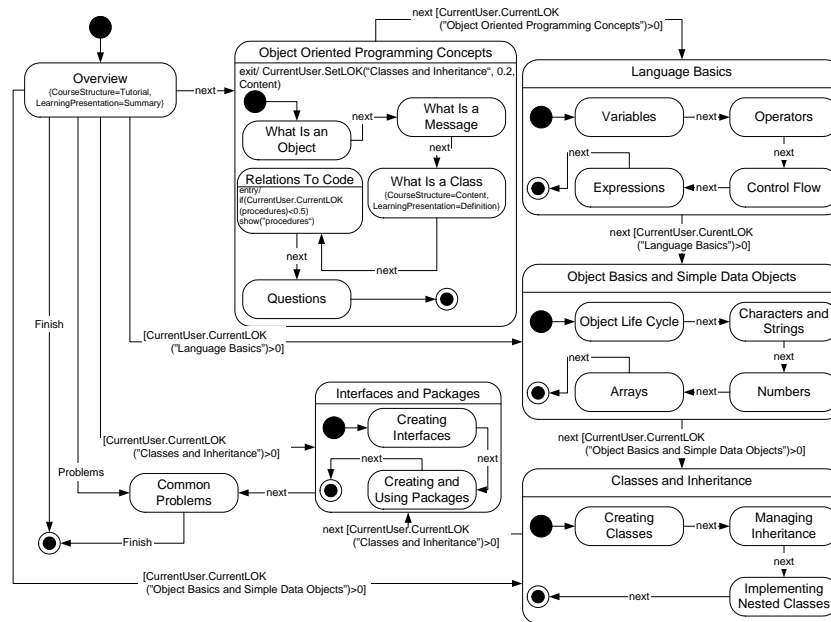 next [CurrentUser.CurrentLOK
("Object Oriented Programming Concepts")>0]
Overview
{CourseStructure=Tutorial,
LearningPresentation=Summary}
next
Object Oriented Programming Concepts
exit/ CurrentUser.SetLOK("Classes and Inheritance", 0.2,
Content)
What Is an
Object
next
What Is a
Message
next
What Is a Class
{CourseStructure=Content,
LearningPresentation=Definition}
next
Relations To Code
entry/
if(CurrentUser.CurrentLOK
(procedures)<0.5)
show("procedures")
next
Questions
Language Basics
Variables
next
Operators
next
Control Flow
next
Expressions
next
next [CurrentUser.CurentLOK
("Language Basics")>0]
Object Basics and Simple Data Objects
Object Life Cycle
next
Characters and
Strings
next
Numbers
next
Arrays
next
Finish
[CurrentUser.CurrentLOK
("Language Basics")>0]
Interfaces and Packages
Creating
Interfaces
next
Creating and
Using Packages
next
next [CurrentUser.CurrentLOK
("Object Basics and Simple Data Objects")>0]
[CurrentUser.CurrentLOK
("Classes and Inheritance")>0]
Problems
Common
Problems
next
Finish
next [CurrentUser.CurrentLOK
("Classes and Inheritance")>0]
Classes and Inheritance
Creating
Classes
next
Managing
Inheritance
next
Implementing
Nested Classes
next
[CurrentUser.CurrentLOK
("Object Basics and Simple Data Objects")>0]